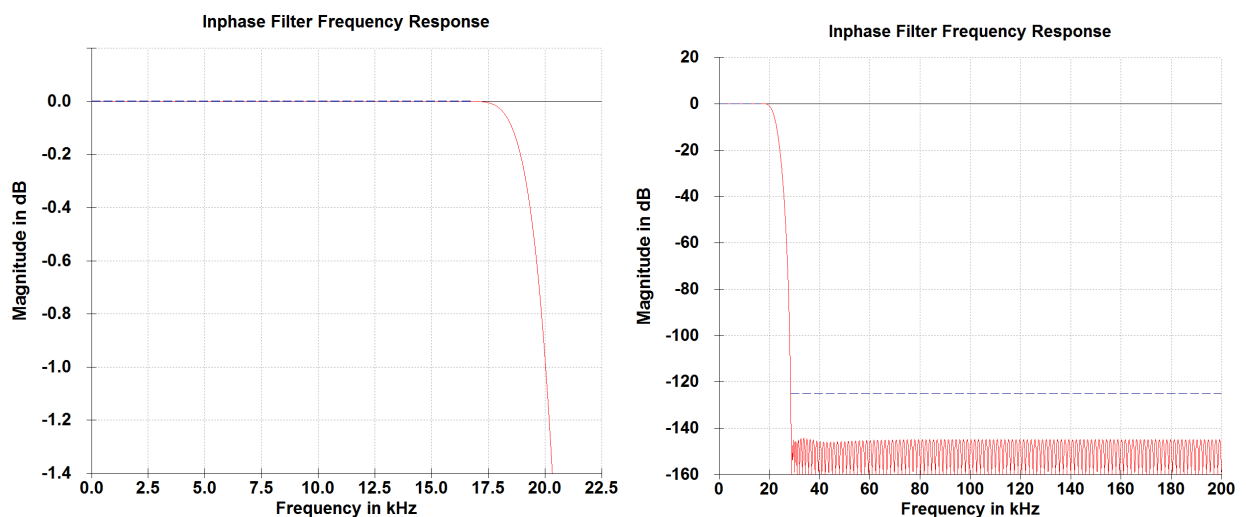 Inphase Filter Frequency Response
0.0
-0.2
-0.4
-0.6
-0.8
-1.0
-1.2
-1.4
Magnitude in dB
0.0 2.5 5.0 7.5 10.0 12.5 15.0 17.5 20.0 22.5
Frequency in kHz
Inphase Filter Frequency Response
20
0
-20
-40
-60
-80
-100
-120
-140
-160
Magnitude in dB
0 20 40 60 80 100 120 140 160 180 200
Frequency in kHz